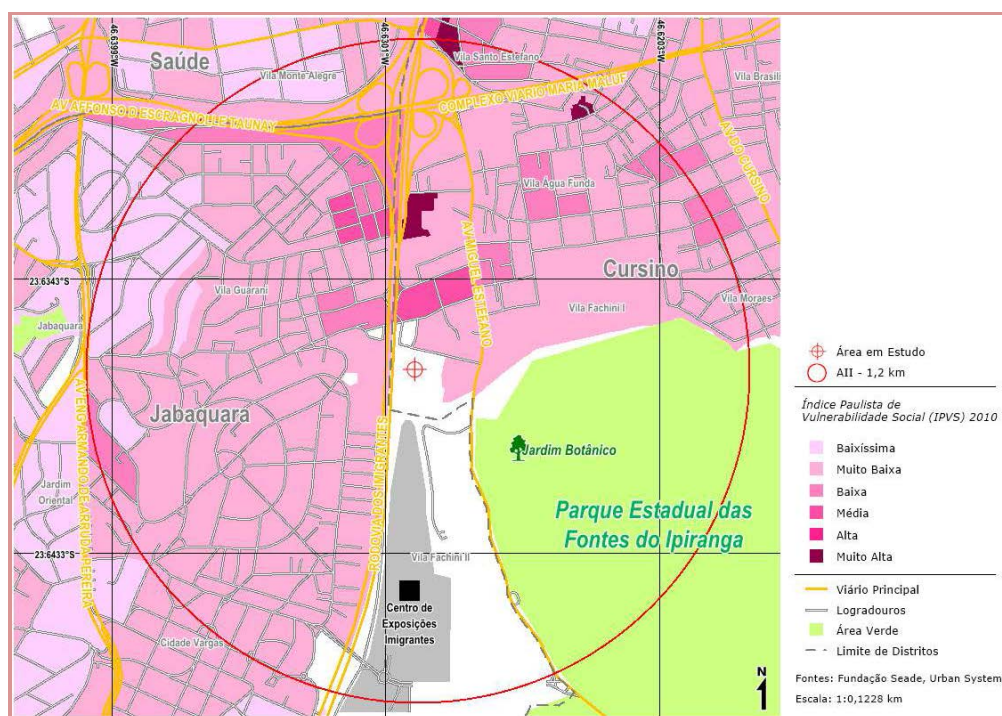 46.6399°W
46.6301°W
46.6203°W
Saúde
Vila Monte Alegre
Vila Santo Estefano
Vila Brasili
AV AFFONSO D ESCRAGNOLLE TAUNAY
COMPLEXO VIARIO MARIA MALUF
AV DO CURSINO
Vila Água Funda
AV MIGUEL ESTEFANO
23.6343°S
Cursino
Vila Guarani
Vila Fachini I
Vila Moraes
Jabaquara
Jabaquara
AV ENG ARMANDO DE ARRUDA PEREIRA
RODOVIA DOS IMIGRANTES
Jardim Botânico
Jardim
Oriental
Parque Estadual das
Fontes do Ipiranga
23.6433°S
Vila Fachini II
Centro de
Exposições
Imigrantes
Cidade Vargas
N
Área em Estudo
AII - 1,2 km
Índice Paulista de
Vulnerabilidade Social (IPVS) 2010
Baixíssima
Muito Baixa
Baixa
Média
Alta
Muito Alta
Viário Principal
Logradouros
Área Verde
Limite de Distritos
Fontes: Fundação Seade, Urban System
Escala: 1:0,1228 km